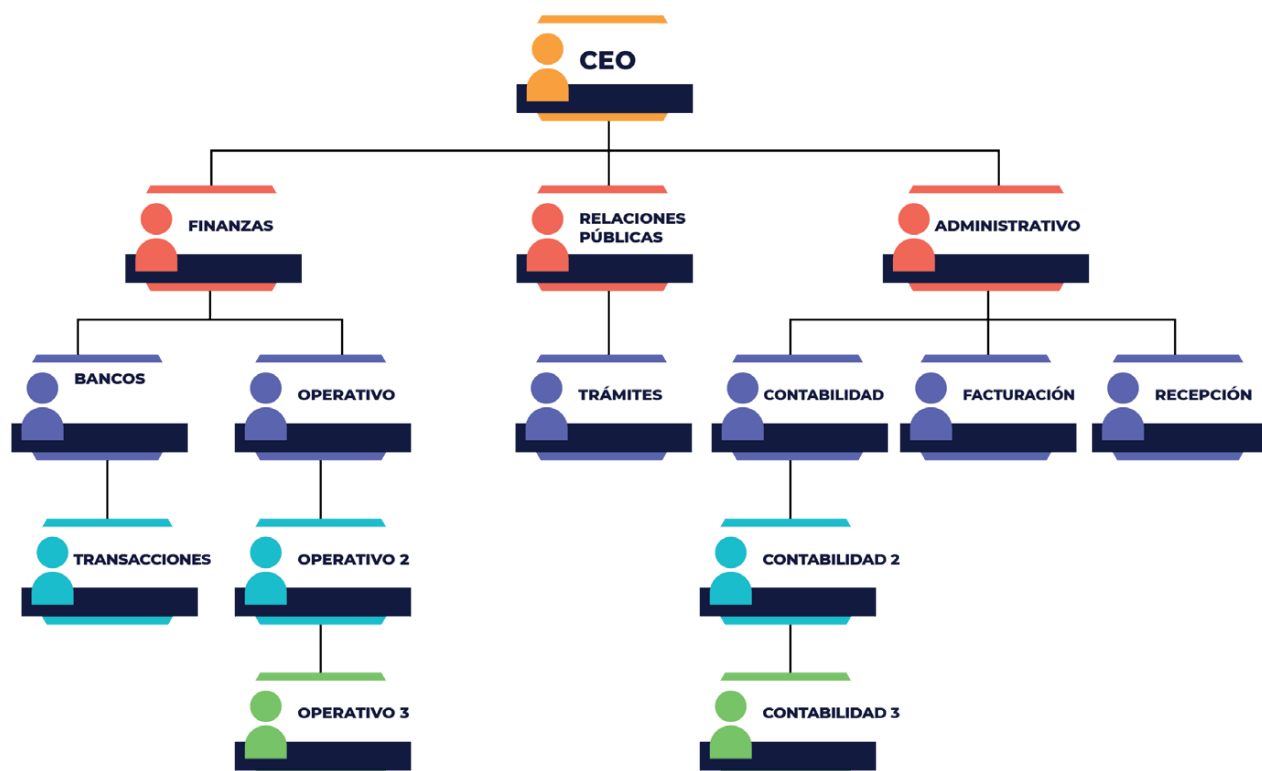 CEO
FINANZAS
RELACIONES
PÚBLICAS
ADMINISTRATIVO
BANCOS
OPERATIVO
TRÁMITES
CONTABILIDAD
FACTURACIÓN
RECEPCIÓN
TRANSACCIONES
OPERATIVO 2
CONTABILIDAD 2
OPERATIVO 3
CONTABILIDAD 3